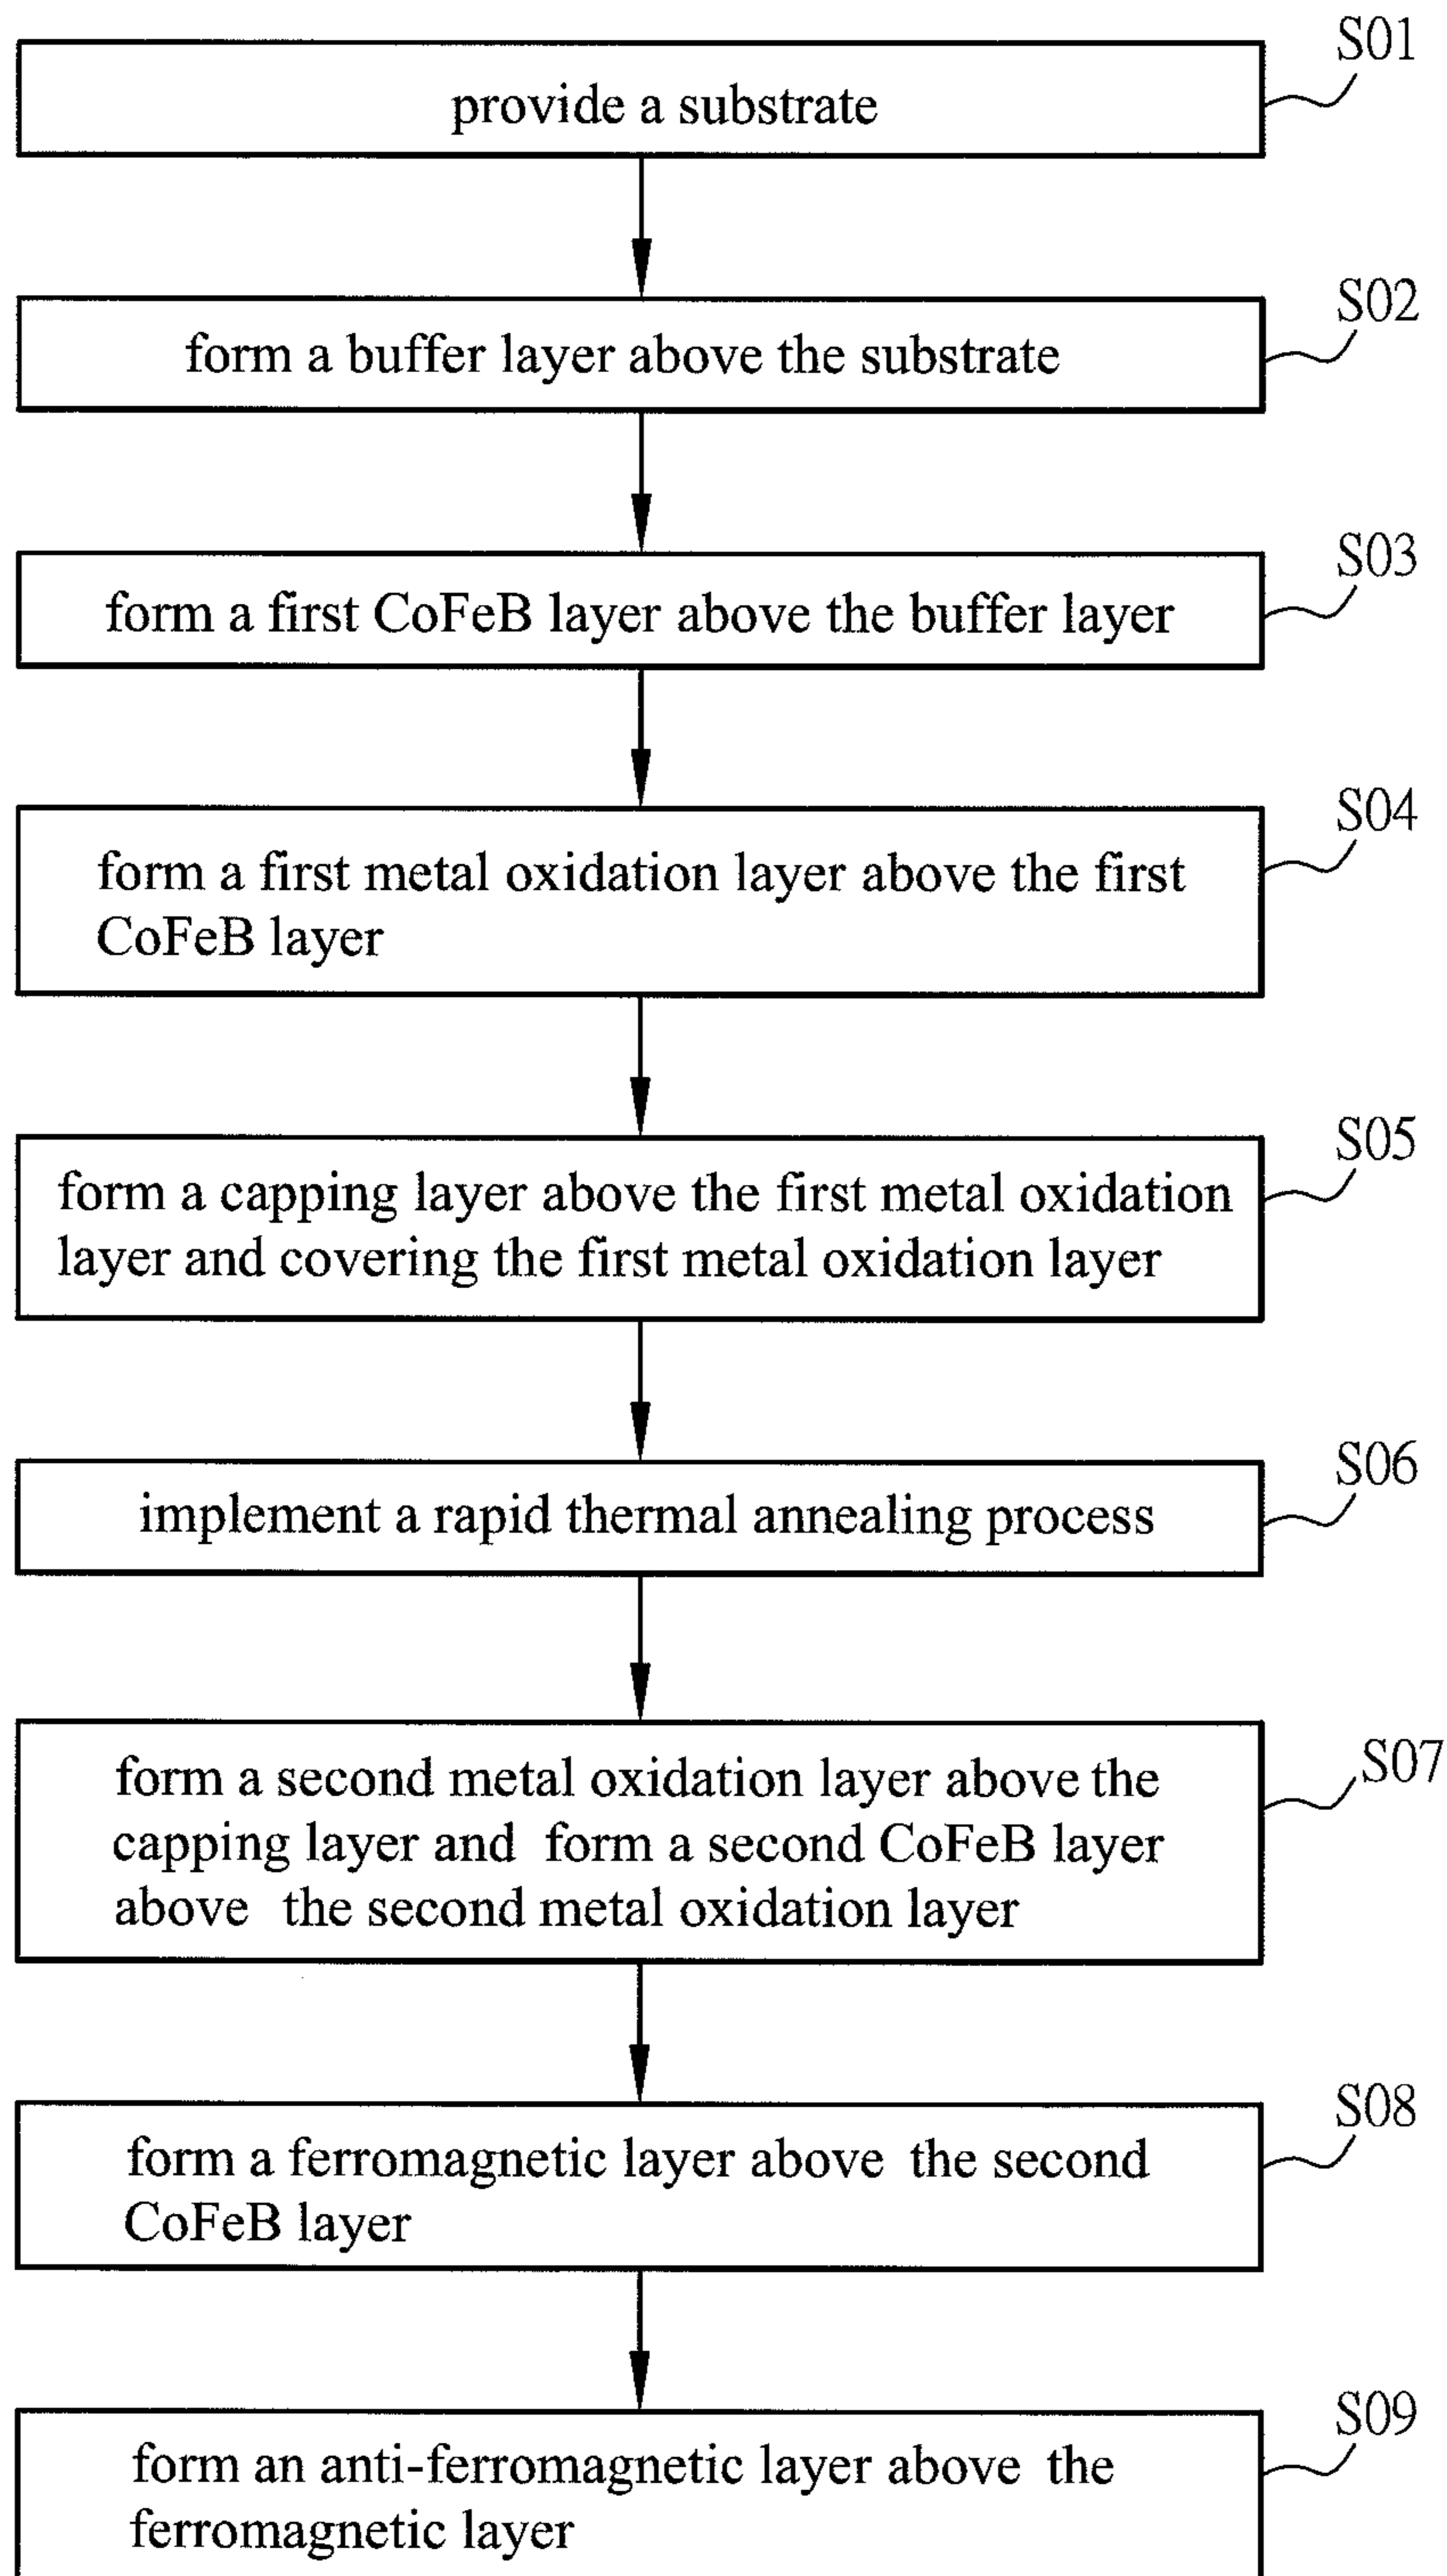 S01
provide a substrate
S02
form a buffer layer above the substrate
S03
form a first CoFeB layer above the buffer layer
S04
form a first metal oxidation layer above the first
CoFeB layer
S05
form a capping layer above the first metal oxidation
layer and covering the first metal oxidation layer
S06
implement a rapid thermal annealing process
S07
form a second metal oxidation layer above the
capping layer and form a second CoFeB layer
above the second metal oxidation layer
S08
form a ferromagnetic layer above the second
CoFeB layer
S09
form an anti-ferromagnetic layer above the
ferromagnetic layer